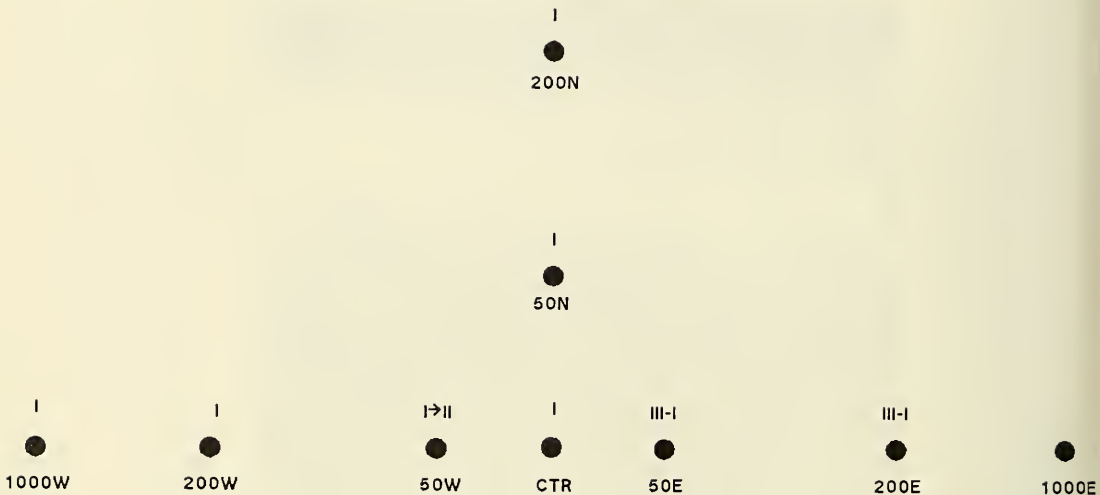 I
200N
I
50N
I I I→II I III-I III-I
1000W 200W 50W CTR 50E 200E 1000E